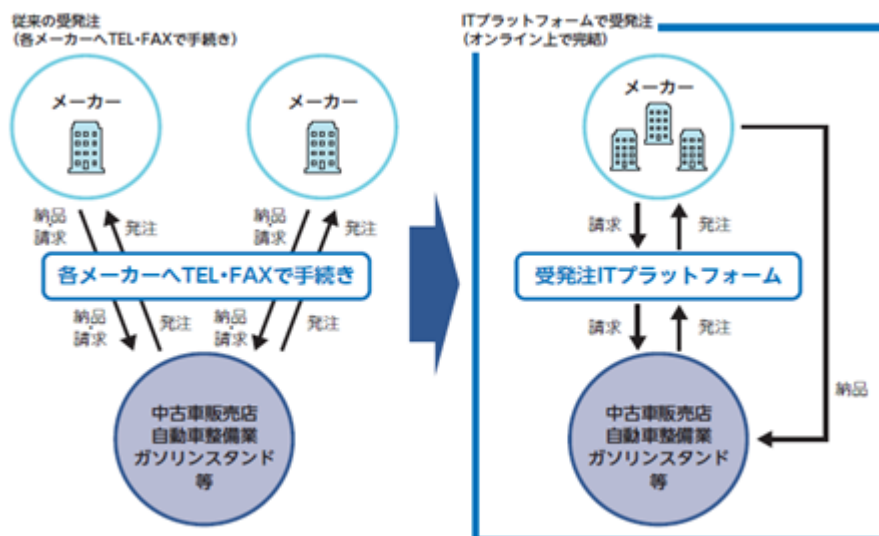 従来の受発注
(各メーカーへTEL・FAXで手続き)
メーカー
メーカー
納品・
請求
発注
納品・
請求
発注
各メーカーへTEL・FAXで手続き
納品・
請求
発注
納品・
請求
発注
中古車販売店
自動車整備業
ガソリンスタンド
等
ITプラットフォームで受発注
(オンライン上で完結)
メーカー
請求
発注
受発注ITプラットフォーム
請求
発注
納品
中古車販売店
自動車整備業
ガソリンスタンド
等